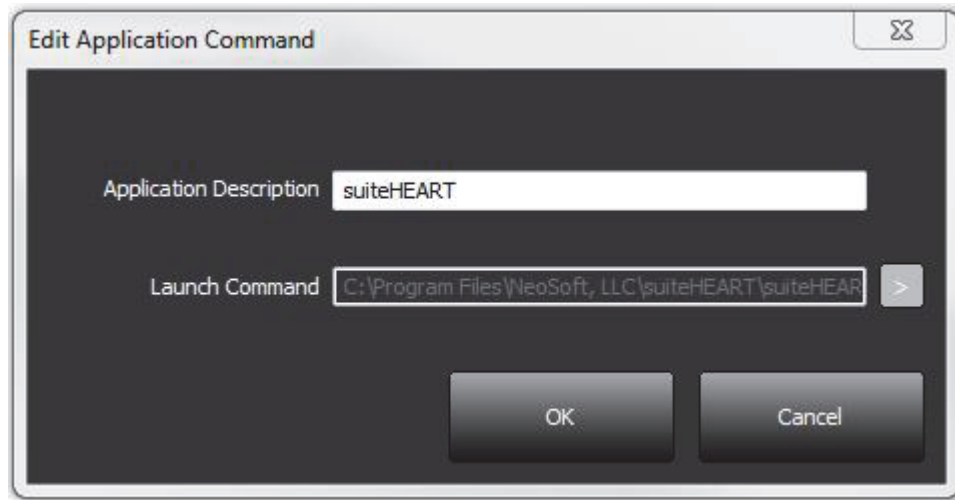 Edit Application Command
Application Description suiteHEART
Launch Command C:\Program Files\NeoSoft, LLC\suiteHEART\suiteHEAR >
OK Cancel